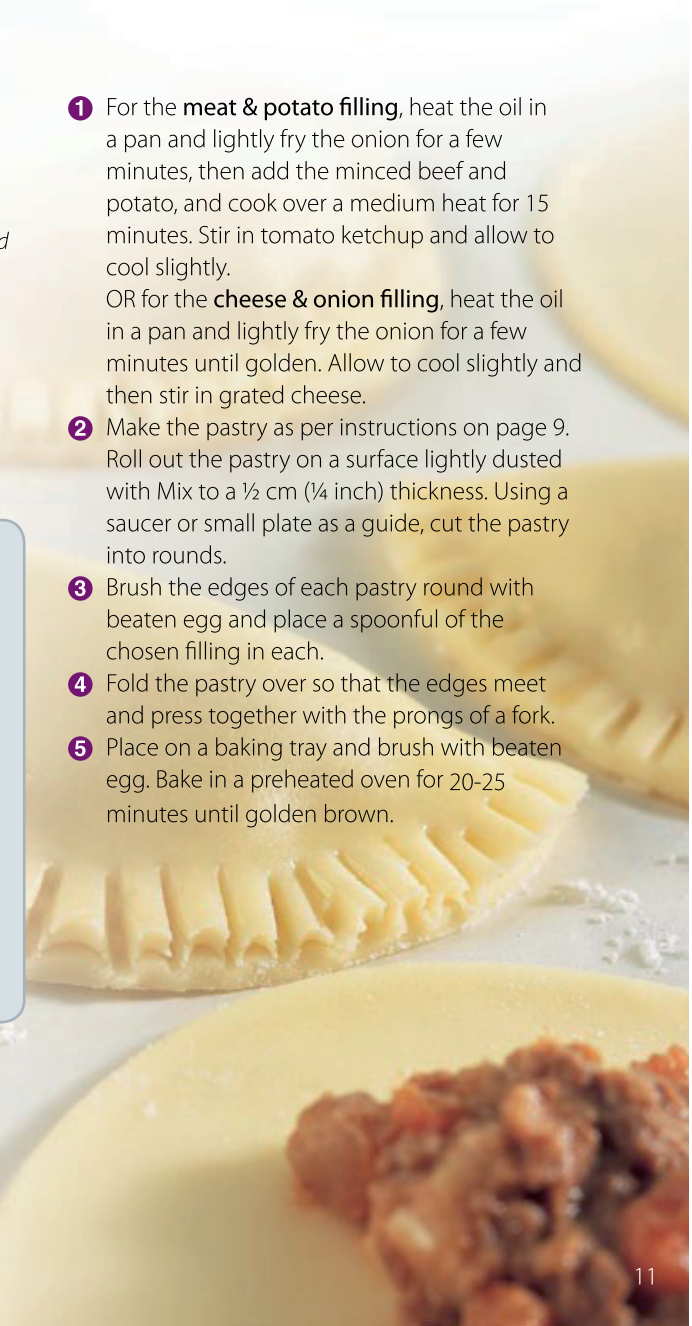 1 For the meat & potato filling, heat the oil in
a pan and lightly fry the onion for a few
minutes, then add the minced beef and
potato, and cook over a medium heat for 15
minutes. Stir in tomato ketchup and allow to
cool slightly.
OR for the cheese & onion filling, heat the oil
in a pan and lightly fry the onion for a few
minutes until golden. Allow to cool slightly and
then stir in grated cheese.
2 Make the pastry as per instructions on page 9.
Roll out the pastry on a surface lightly dusted
with Mix to a ½ cm (¼ inch) thickness. Using a
saucer or small plate as a guide, cut the pastry
into rounds.
3 Brush the edges of each pastry round with
beaten egg and place a spoonful of the
chosen filling in each.
4 Fold the pastry over so that the edges meet
and press together with the prongs of a fork.
5 Place on a baking tray and brush with beaten
egg. Bake in a preheated oven for 20-25
minutes until golden brown.
11